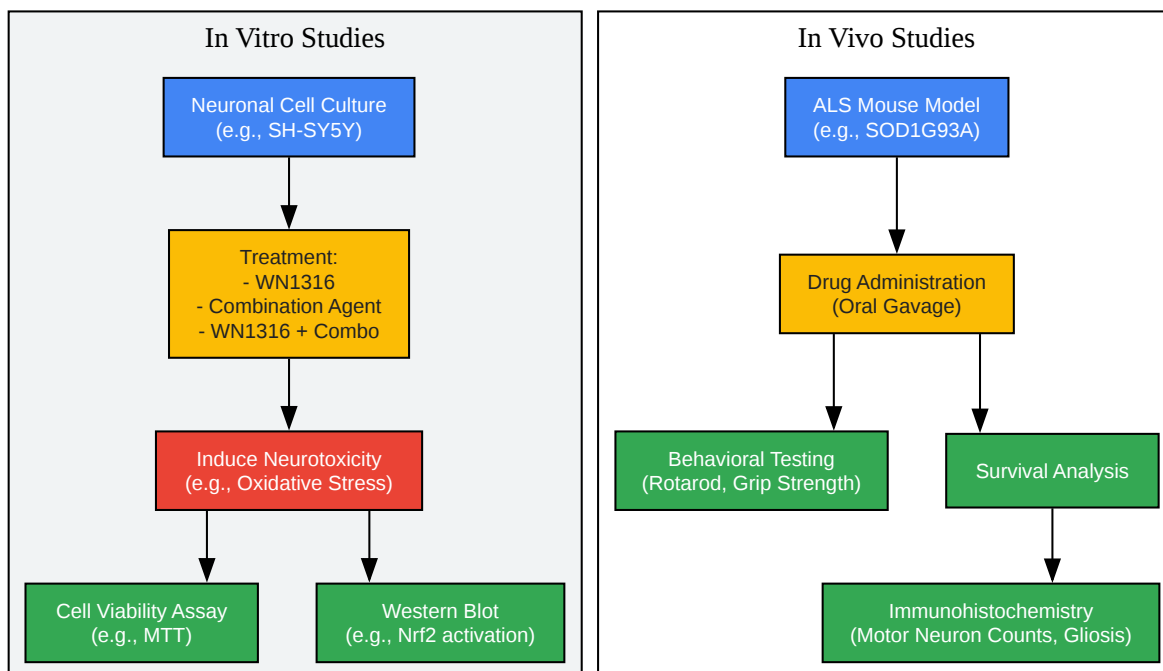 In Vitro Studies
Neuronal Cell Culture
(e.g., SH-SY5Y)
Treatment:
- WN1316
- Combination Agent
- WN1316 + Combo
Induce Neurotoxicity
(e.g., Oxidative Stress)
Cell Viability Assay
(e.g., MTT)
Western Blot
(e.g., Nrf2 activation)
In Vivo Studies
ALS Mouse Model
(e.g., SOD1G93A)
Drug Administration
(Oral Gavage)
Behavioral Testing
(Rotarod, Grip Strength)
Survival Analysis
Immunohistochemistry
(Motor Neuron Counts, Gliosis)